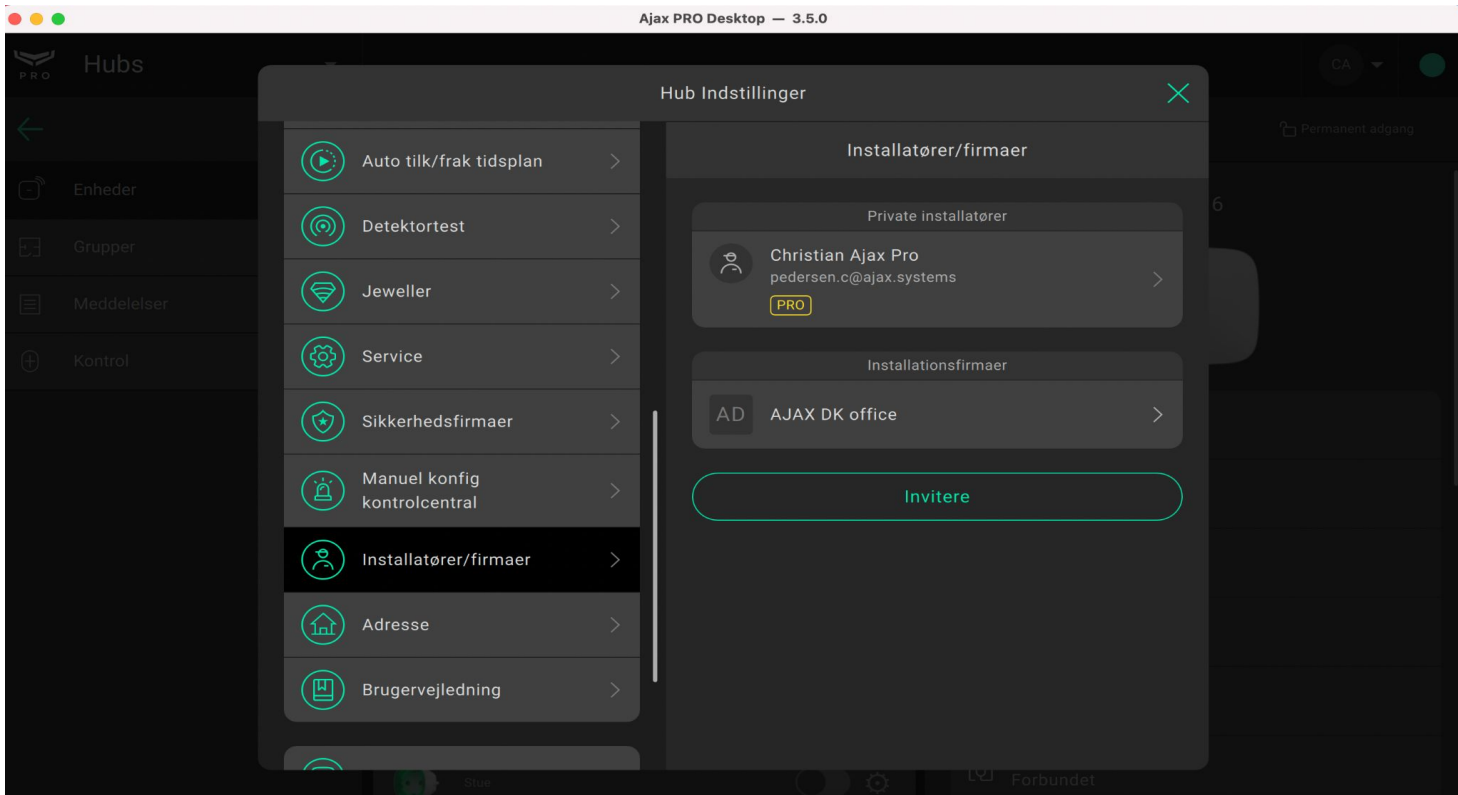 Ajax PRO Desktop — 3.5.0
PRO
Hubs
CA
Hub Indstillinger
Permanent adgang
Enheder
Grupper
Meddelelser
Kontrol
Auto tilk/frak tidsplan
Detektortest
Jeweller
Service
Sikkerhedsfirmaer
Manuel konfig
kontrolcentral
Installatører/firmaer
Adresse
Brugervejledning
Installatører/firmaer
Private installatører
Christian Ajax Pro
pedersen.c@ajax.systems
PRO
Installationsfirmaer
AD
AJAX DK office
Invitere
6
Stue
Forbundet